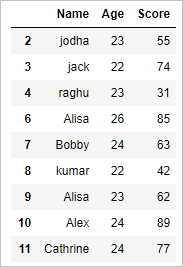 Name Age Score
2 jodha 23 55
3 jack 22 74
4 raghu 23 31
6 Alisa 26 85
7 Bobby 24 63
8 kumar 22 42
9 Alisa 23 62
10 Alex 24 89
11 Cathrine 24 77